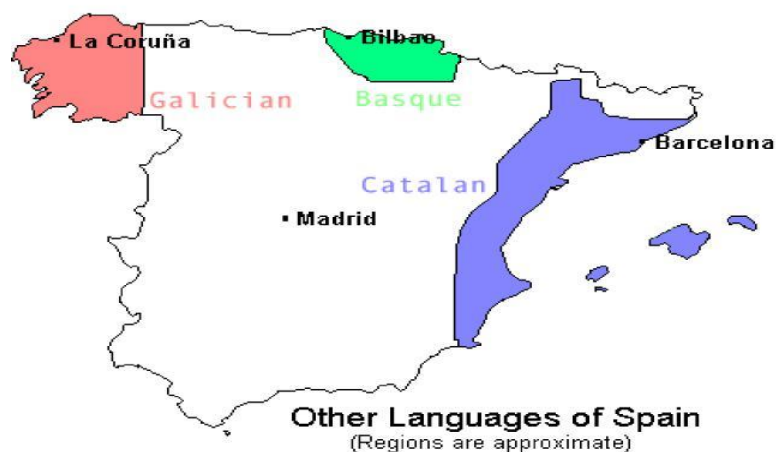 La Coruña
Bilbao
Galician
Basque
Barcelona
Catalan
Madrid
Other Languages of Spain
(Regions are approximate)